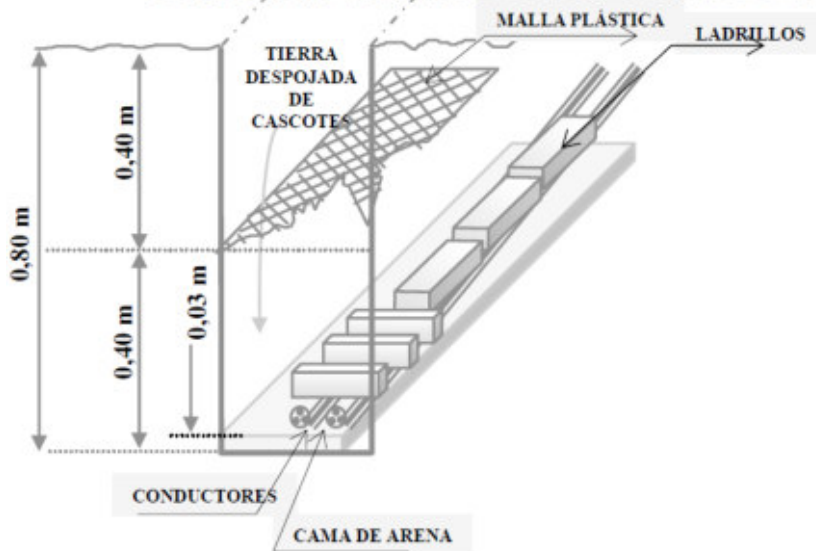 MALLA PLÁSTICA
LADRILLOS
TIERRA
DESPOJADA
DE
CASCOTES
0,40 m
0,80 m
0,40 m
0,03 m
CONDUCTORES
CAMA DE ARENA